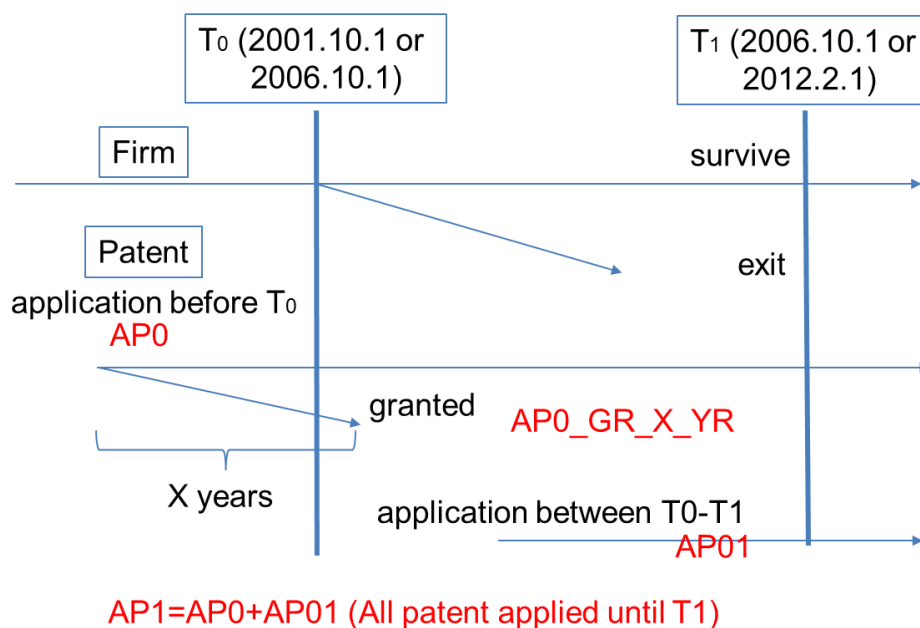 T0 (2001.10.1 or
2006.10.1)
T1 (2006.10.1 or
2012.2.1)
Firm
survive
Patent
exit
application before T0
AP0
granted
AP0_GR_X_YR
X years
application between T0-T1
AP01
AP1=AP0+AP01 (All patent applied until T1)